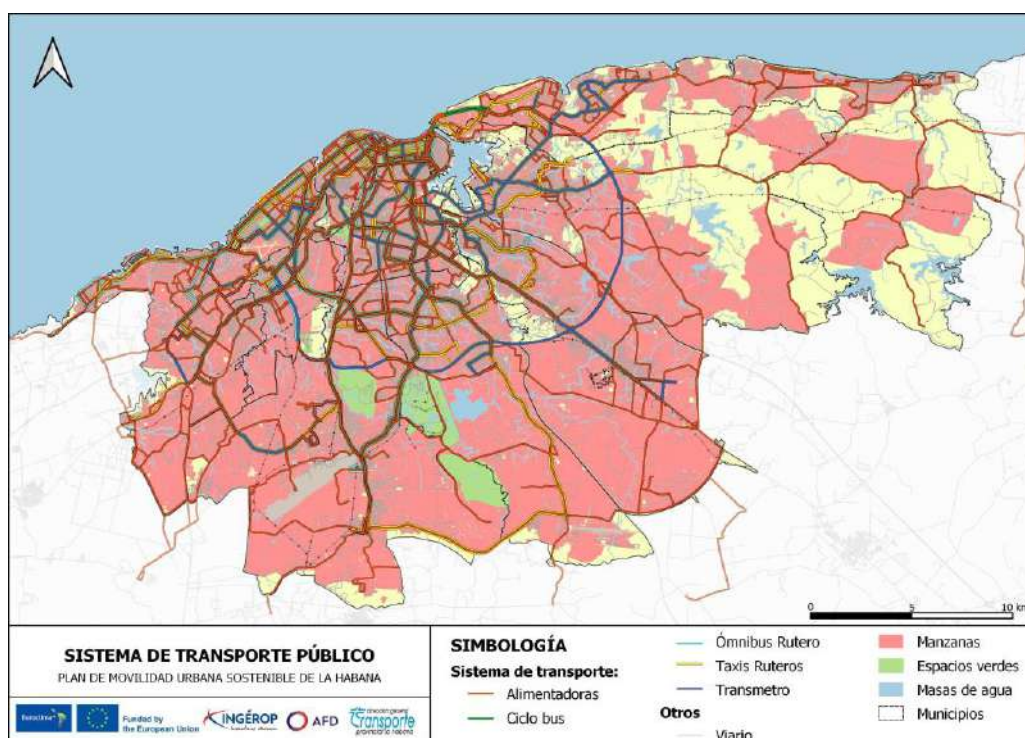 0 5 10 km
SISTEMA DE TRANSPORTE PÚBLICO
PLAN DE MOVILIDAD URBANA SOSTENIBLE DE LA HABANA
Funded by
the European Union
INGÉROP
AFD
Transporte
SIMBOLOGÍA
Sistema de transporte:
Alimentadoras
Ciclo bus
Ómnibus Rutero
Taxis Ruteros
Transmetro
Otros
Viario
Manzanas
Espacios verdes
Masas de agua
Municipios